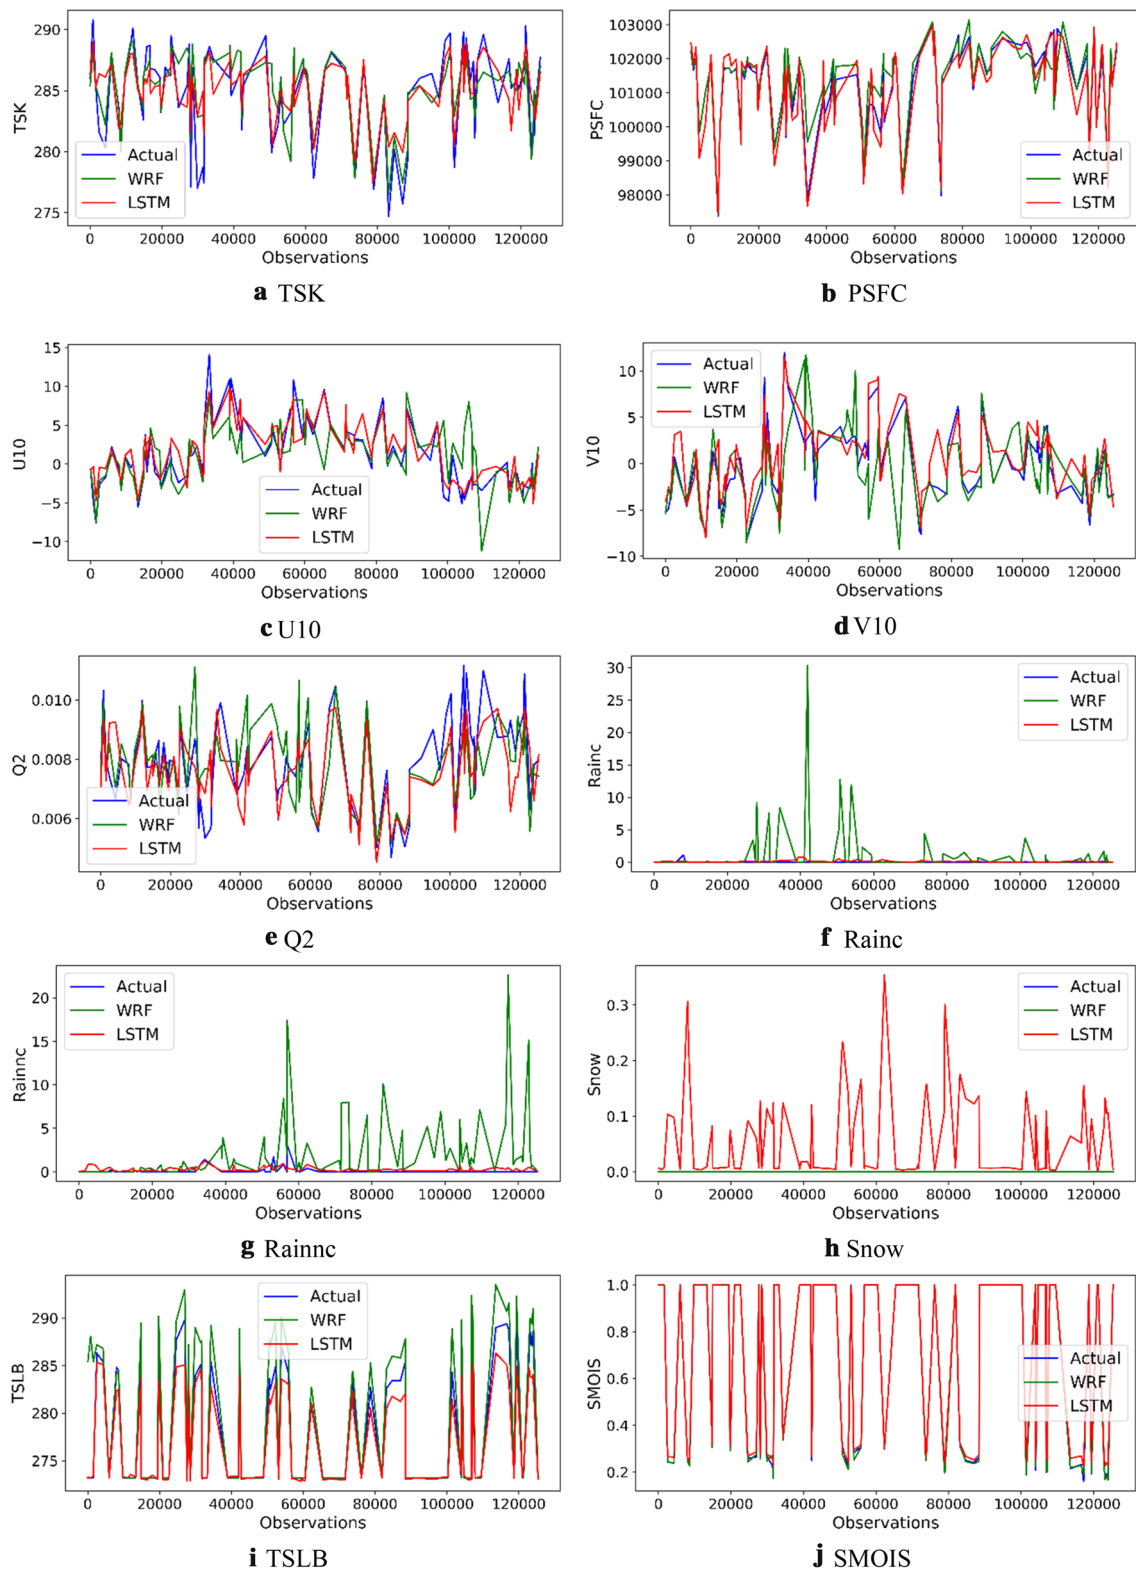 290
285
280
275
TSK
Actual
WRF
LSTM
0 20000 40000 60000 80000 100000 120000
Observations
a TSK
103000
102000
101000
100000
99000
98000
PSFC
Actual
WRF
LSTM
0 20000 40000 60000 80000 100000 120000
Observations
b PSFC
15
10
5
0
−5
−10
U10
Actual
WRF
LSTM
0 20000 40000 60000 80000 100000 120000
Observations
c U10
10
5
0
−5
−10
V10
Actual
WRF
LSTM
0 20000 40000 60000 80000 100000 120000
Observations
d V10
0.010
0.008
0.006
Q2
Actual
WRF
LSTM
0 20000 40000 60000 80000 100000 120000
Observations
e Q2
30
25
20
15
10
5
0
Rainc
Actual
WRF
LSTM
0 20000 40000 60000 80000 100000 120000
Observations
f Rainc
20
15
10
5
0
Rainnc
Actual
WRF
LSTM
0 20000 40000 60000 80000 100000 120000
Observations
g Rainnc
0.3
0.2
0.1
0.0
Snow
Actual
WRF
LSTM
0 20000 40000 60000 80000 100000 120000
Observations
h Snow
290
285
280
275
TSLB
Actual
WRF
LSTM
0 20000 40000 60000 80000 100000 120000
Observations
i TSLB
1.0
0.8
0.6
0.4
0.2
SMOIS
Actual
WRF
LSTM
0 20000 40000 60000 80000 100000 120000
Observations
j SMOIS